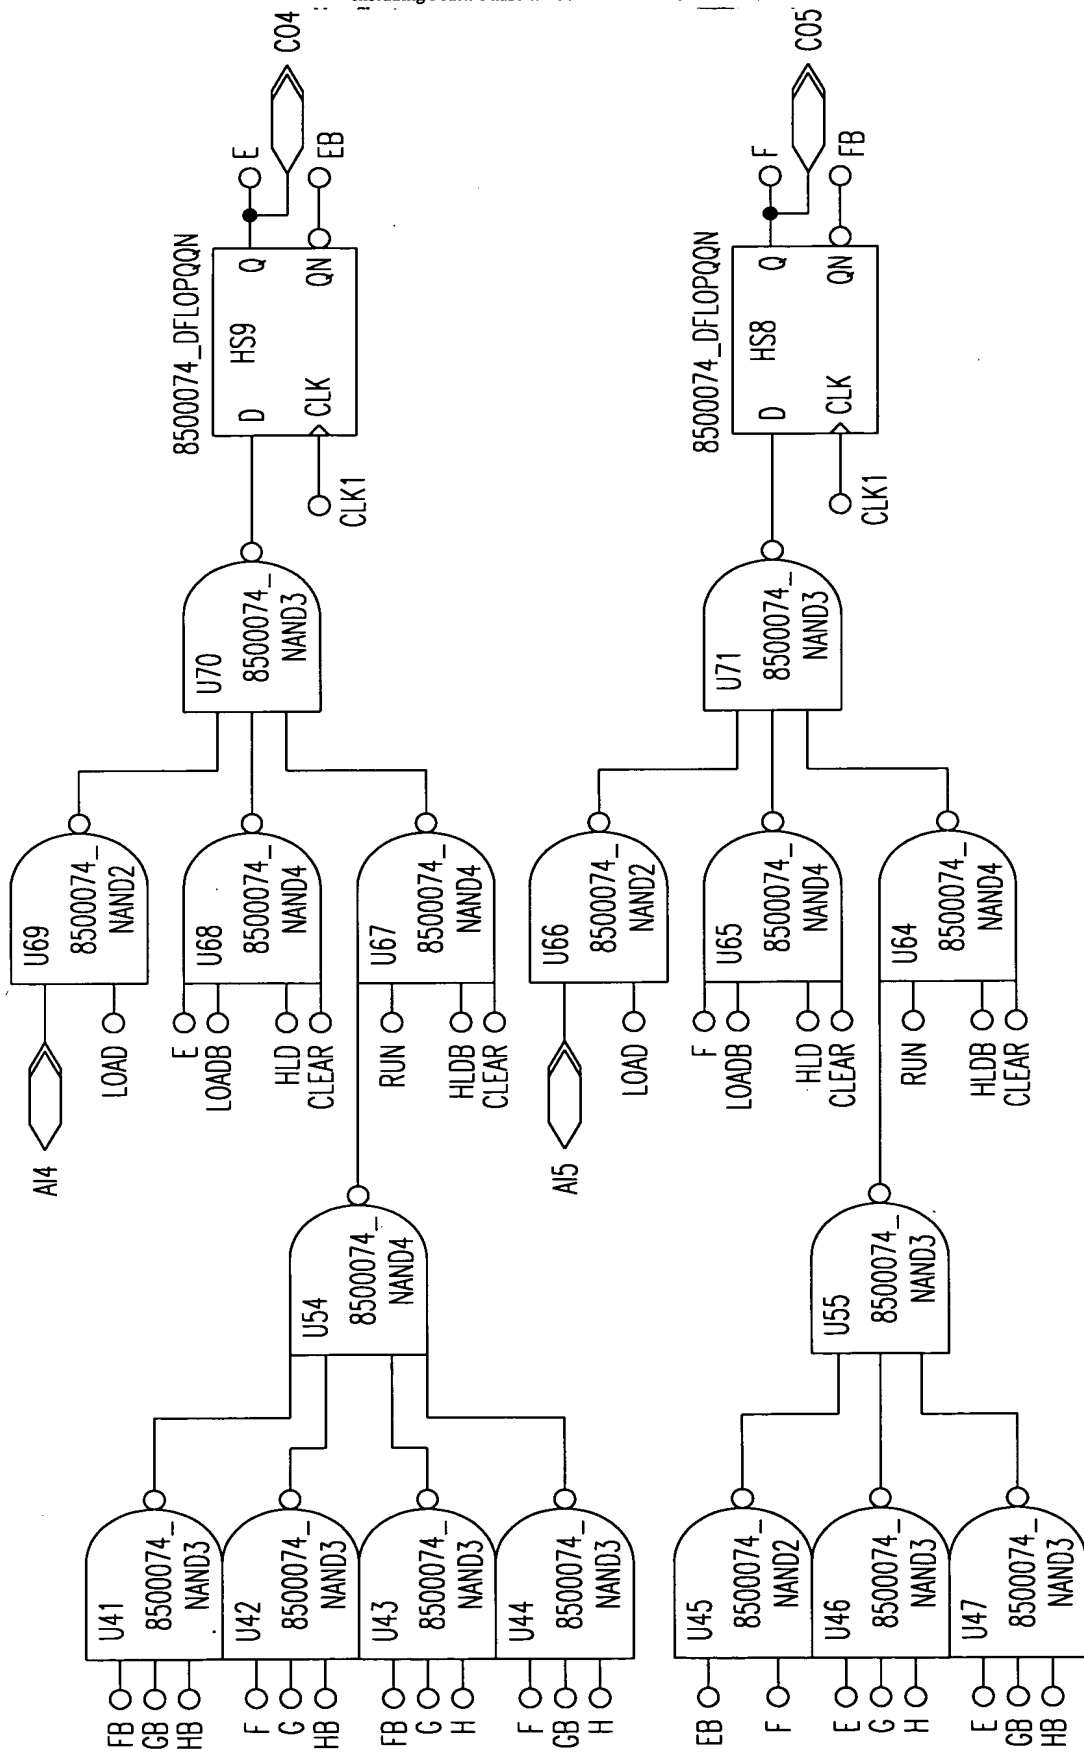 FB
GB
HB
U41
8500074_
NAND3
F
G
HB
U42
8500074_
NAND3
FB
G
H
U43
8500074_
NAND3
F
GB
H
U44
8500074_
NAND3
U54
8500074_
NAND4
AI4
LOAD
U69
8500074_
NAND2
E
LOADB
HLD
CLEAR
U68
8500074_
NAND4
RUN
HLDB
CLEAR
U67
8500074_
NAND4
U70
8500074_
NAND3
8500074_DFLOPQQN
HS9
D
CLK
Q
QN
CLK1
E
EB
CO4
EB
F
U45
8500074_
NAND2
E
G
H
U46
8500074_
NAND3
E
GB
HB
U47
8500074_
NAND3
U55
8500074_
NAND3
AI5
LOAD
U66
8500074_
NAND2
F
LOADB
HLD
CLEAR
U65
8500074_
NAND4
RUN
HLDB
CLEAR
U64
8500074_
NAND4
U71
8500074_
NAND3
8500074_DFLOPQQN
HS8
D
CLK
Q
QN
CLK1
F
FB
CO5